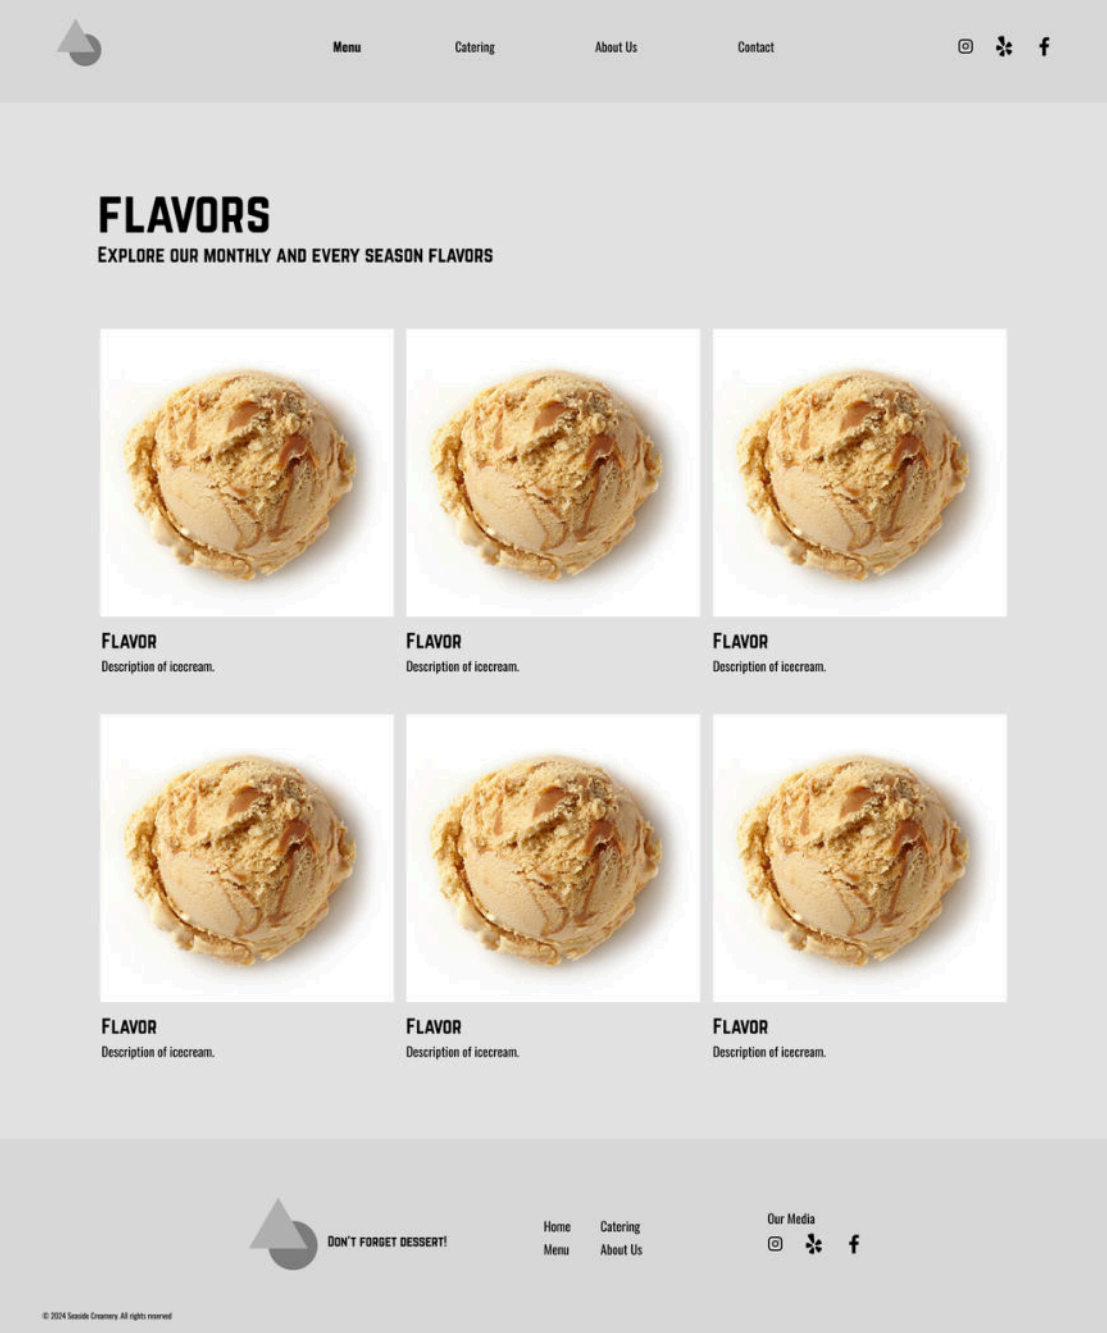 Menu Catering About Us Contact
FLAVORS
EXPLORE OUR MONTHLY AND EVERY SEASON FLAVORS
FLAVOR FLAVOR FLAVOR
Description of icecream. Description of icecream. Description of icecream.
FLAVOR FLAVOR FLAVOR
Description of icecream. Description of icecream. Description of icecream.
DON'T FORGET DESSERT!
Home Catering
Menu About Us
Our Media
© 2024 Seaside Creamery. All rights reserved